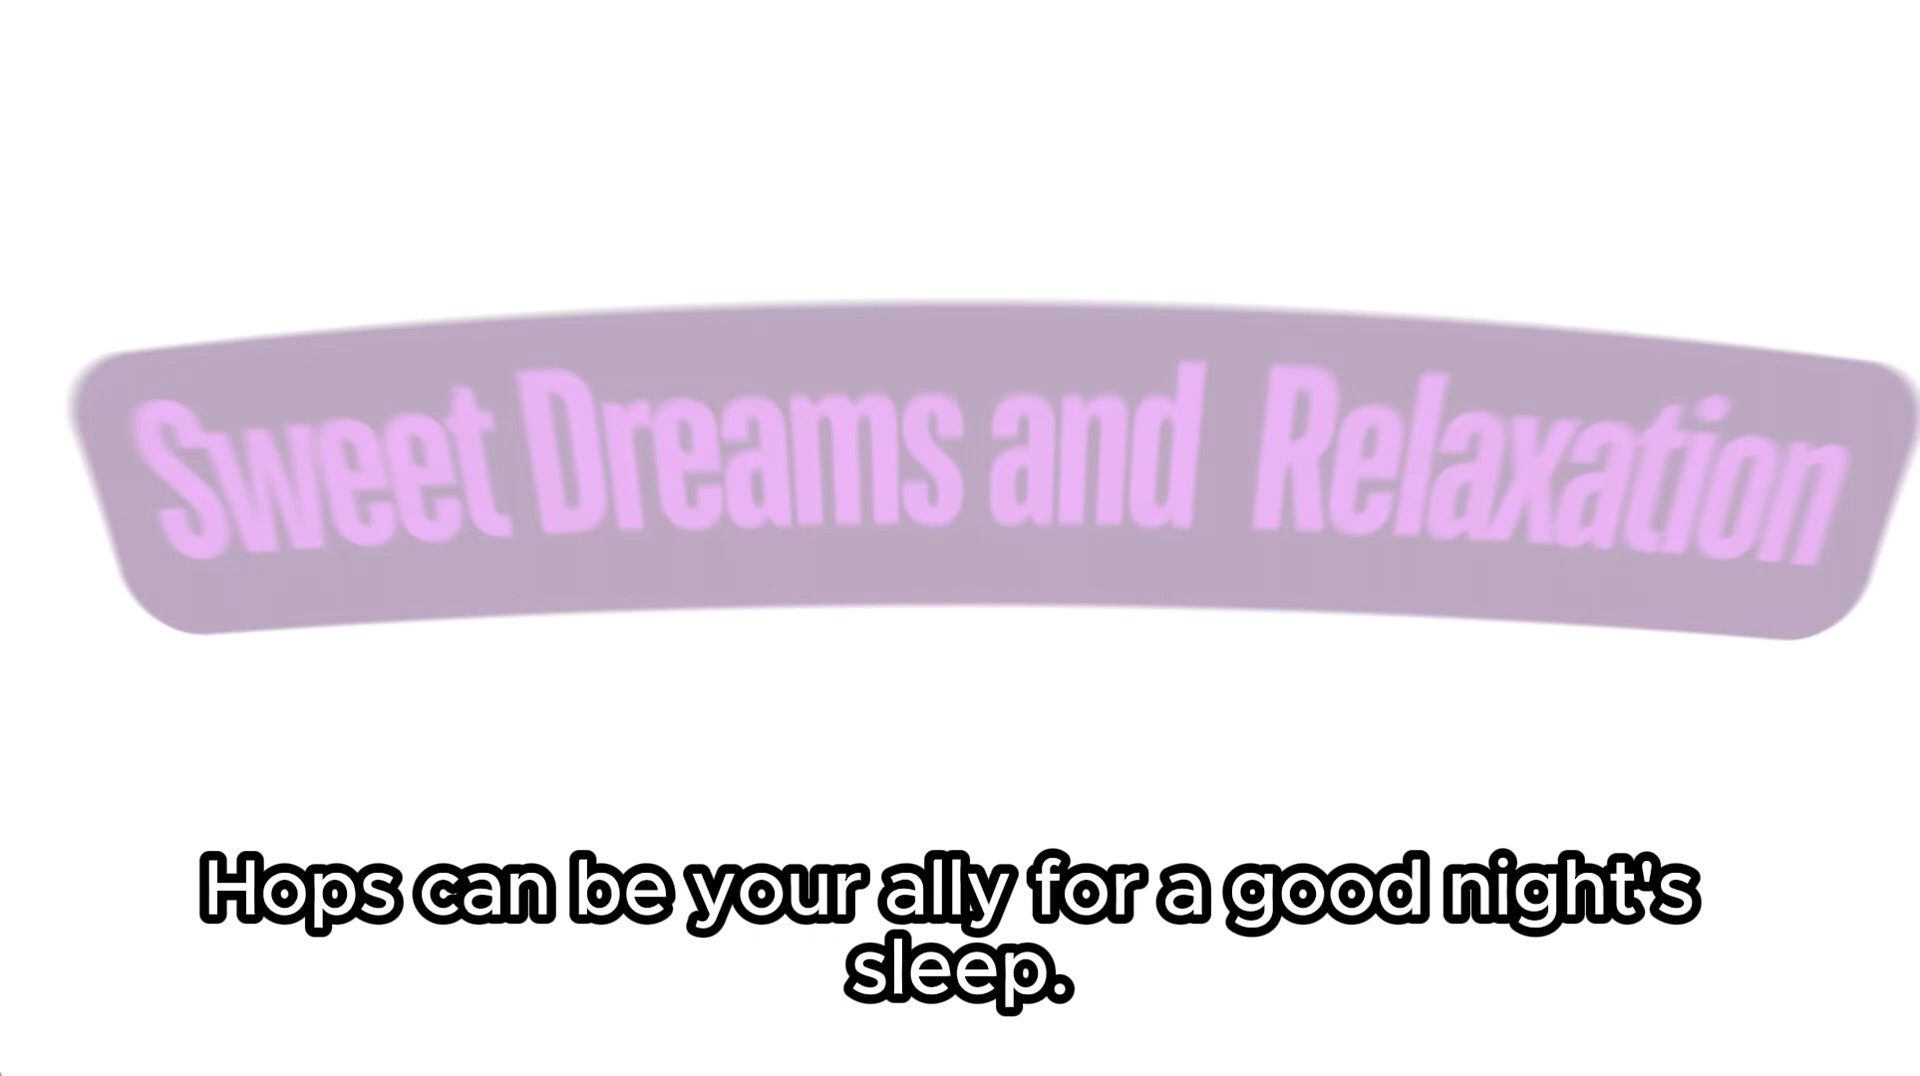 Sweet Dreams and Relaxation
Hops can be your ally for a good night's
sleep.